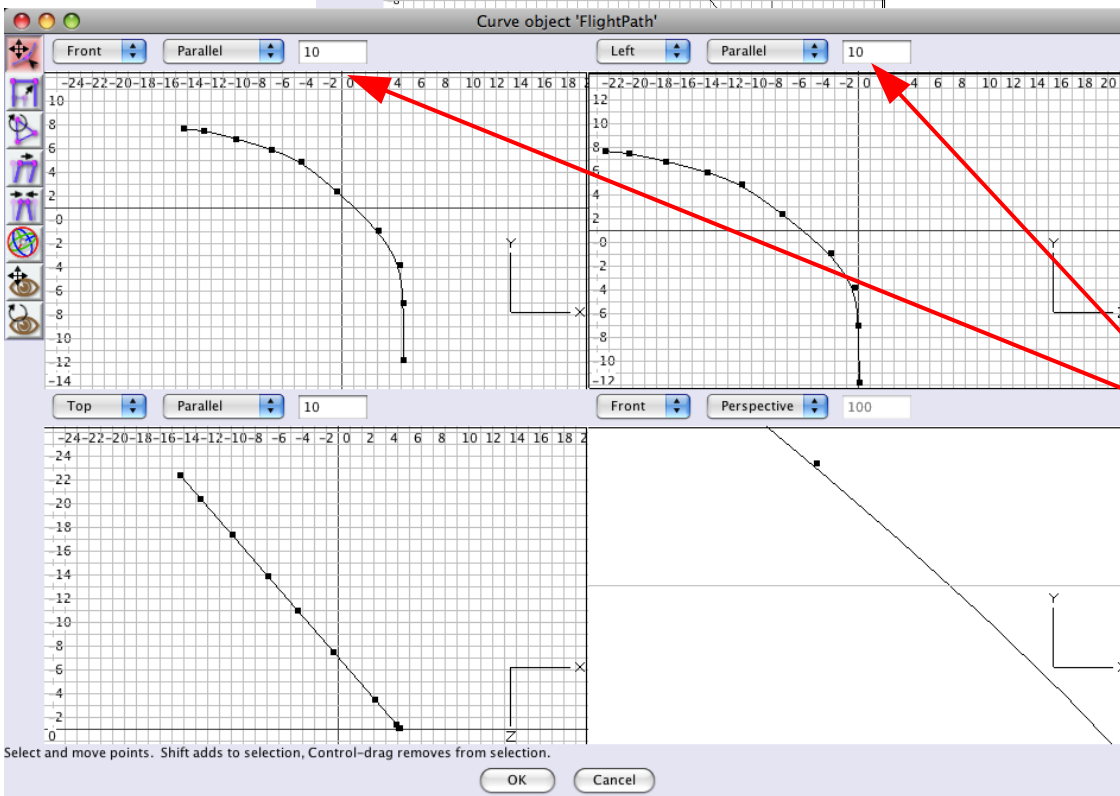 Curve object 'FlightPath'
Front Parallel 10
Left Parallel 10
-24-22-20-18-16-14-12-10-8 -6 -4 -2 0 2 4 6 8 10 12 14 16 18 2
10
8
6
4
2
-0
-2
-4
-6
-8
-10
-12
-14
Y
X
-22-20-18-16-14-12-10-8 -6 -4 -2 0 2 4 6 8 10 12 14 16 18 20
12
10
8
6
4
2
-0
-2
-4
-6
-8
-10
-12
Y
Z
Top Parallel 10
Front Perspective 100
-24-22-20-18-16-14-12-10-8 -6 -4 -2 0 2 4 6 8 10 12 14 16 18 2
-24
-22
-20
-18
-16
-14
-12
-10
-8
-6
-4
-2
0
X
Z
Y
Select and move points. Shift adds to selection, Control-drag removes from selection.
OK Cancel